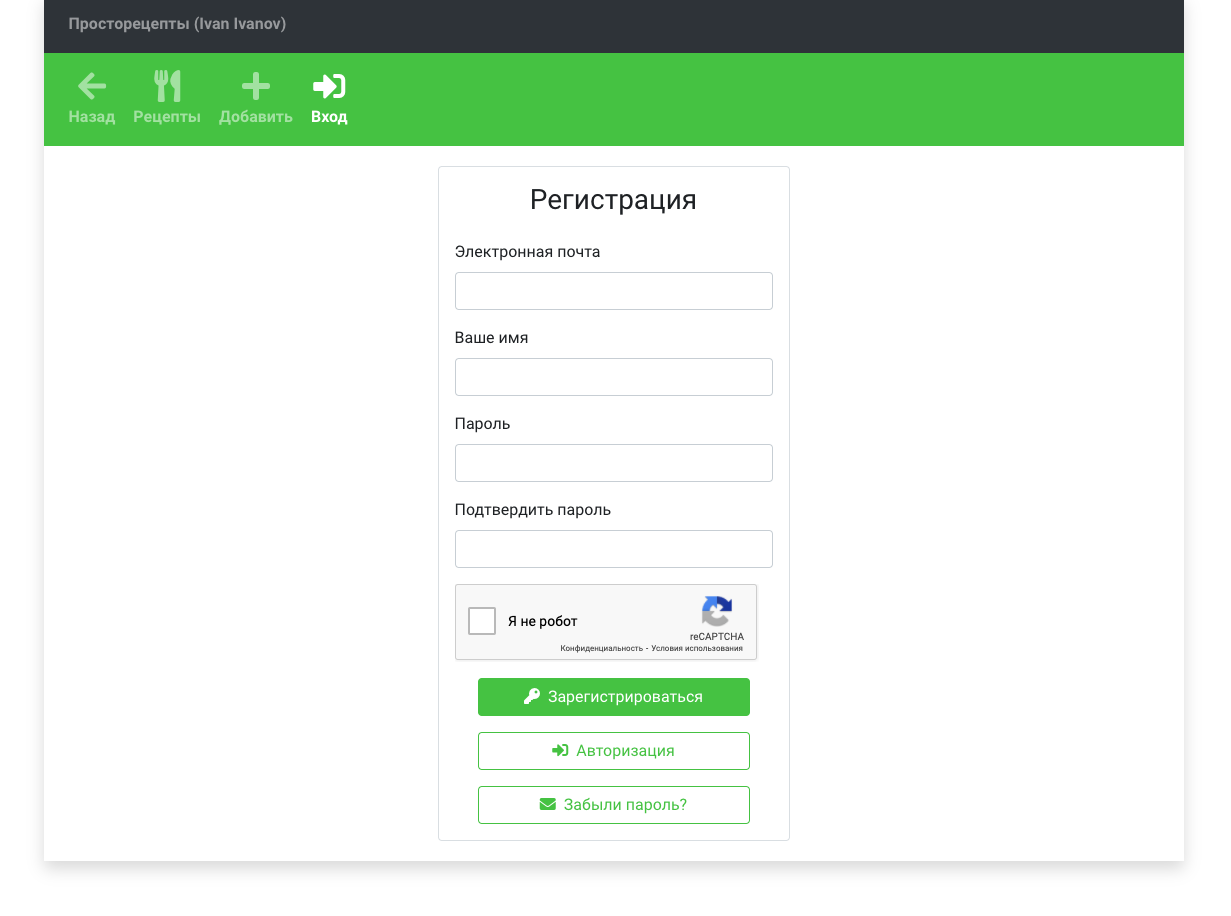 Просторецепты (Ivan Ivanov)
Назад Рецепты Добавить Вход
Регистрация
Электронная почта
Ваше имя
Пароль
Подтвердить пароль
Я не робот
reCAPTCHA
Конфиденциальность - Условия использования
Зарегистрироваться
Авторизация
Забыли пароль?